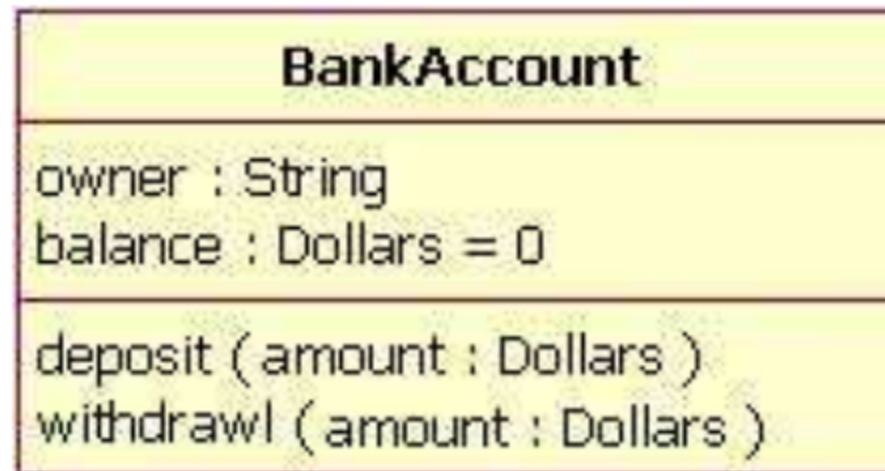 BankAccount
owner : String
balance : Dollars = 0
deposit ( amount : Dollars )
withdrawl ( amount : Dollars )